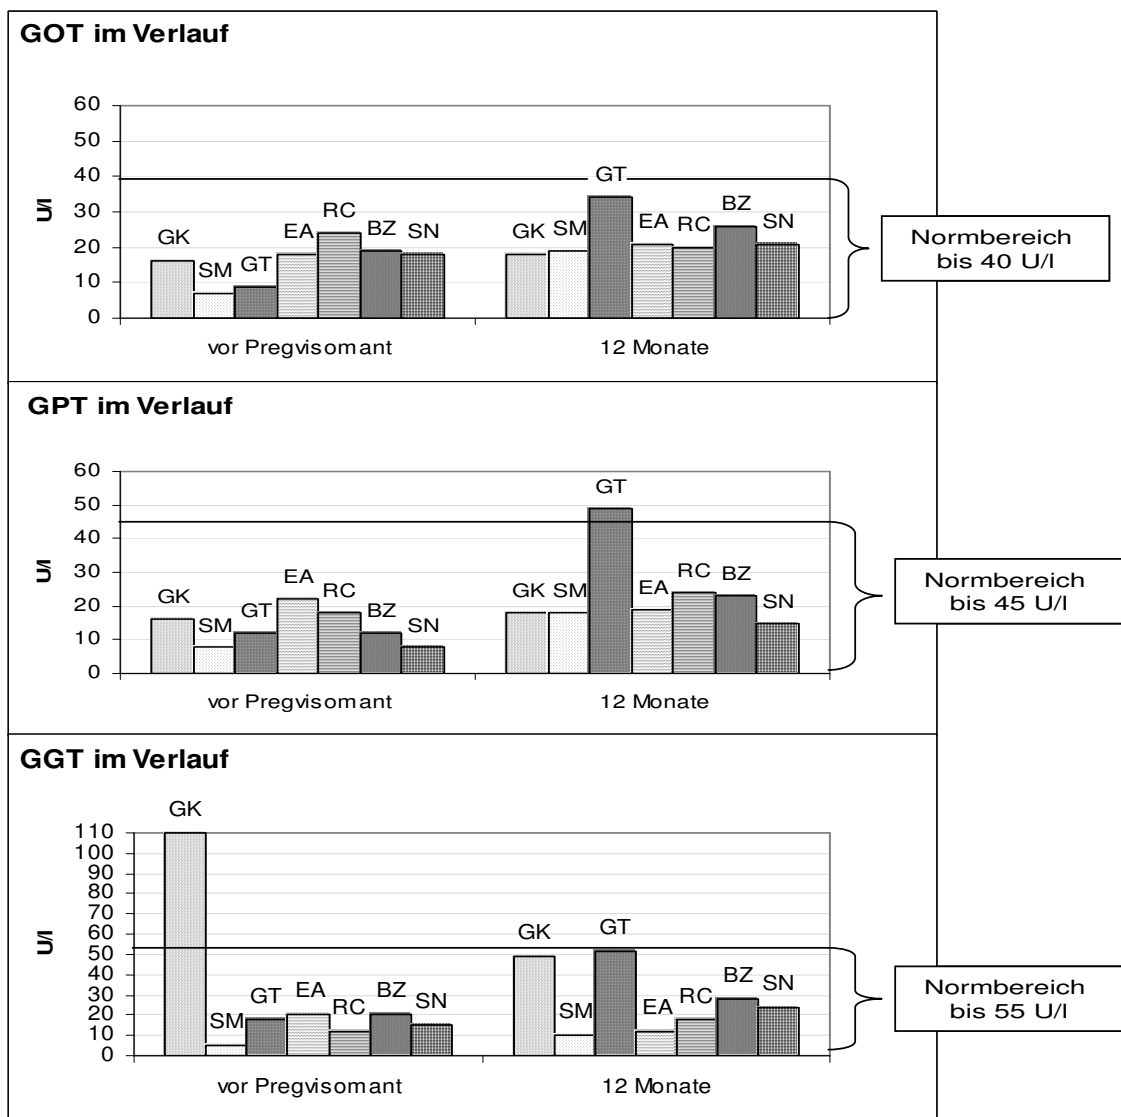 GOT im Verlauf
60
50
40
30
20
10
0
U/l
GK
SM
GT
EA
RC
BZ
SN
GK
SM
GT
EA
RC
BZ
SN
vor Pregvisomant
12 Monate
Normbereich
bis 40 U/l
GPT im Verlauf
60
50
40
30
20
10
0
U/l
GK
SM
GT
EA
RC
BZ
SN
GK
SM
GT
EA
RC
BZ
SN
vor Pregvisomant
12 Monate
Normbereich
bis 45 U/l
GGT im Verlauf
110
100
90
80
70
60
50
40
30
20
10
0
U/l
GK
SM
GT
EA
RC
BZ
SN
GK
SM
GT
EA
RC
BZ
SN
vor Pregvisomant
12 Monate
Normbereich
bis 55 U/l